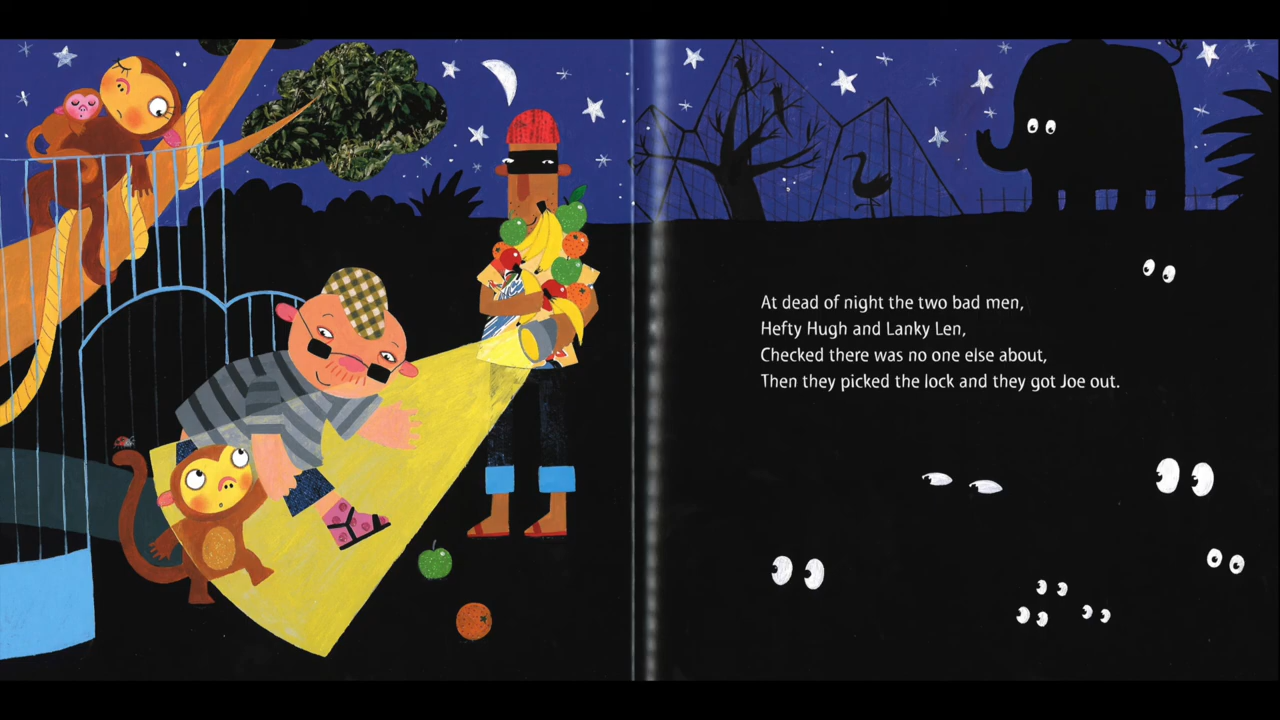 At dead of night the two bad men,
Hefty Hugh and Lanky Len,
Checked there was no one else about,
Then they picked the lock and they got Joe out.